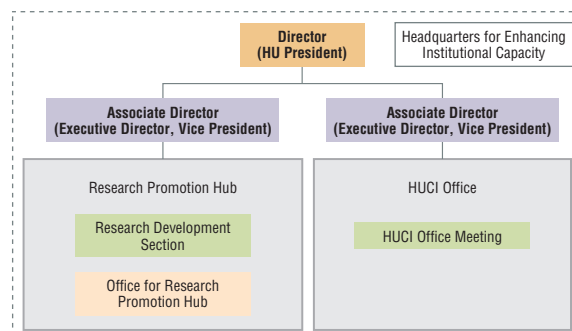 Director
(HU President)
Headquarters for Enhancing
Institutional Capacity
Associate Director
(Executive Director, Vice President)
Associate Director
(Executive Director, Vice President)
Research Promotion Hub
Research Development
Section
Office for Research
Promotion Hub
HUCI Office
HUCI Office Meeting